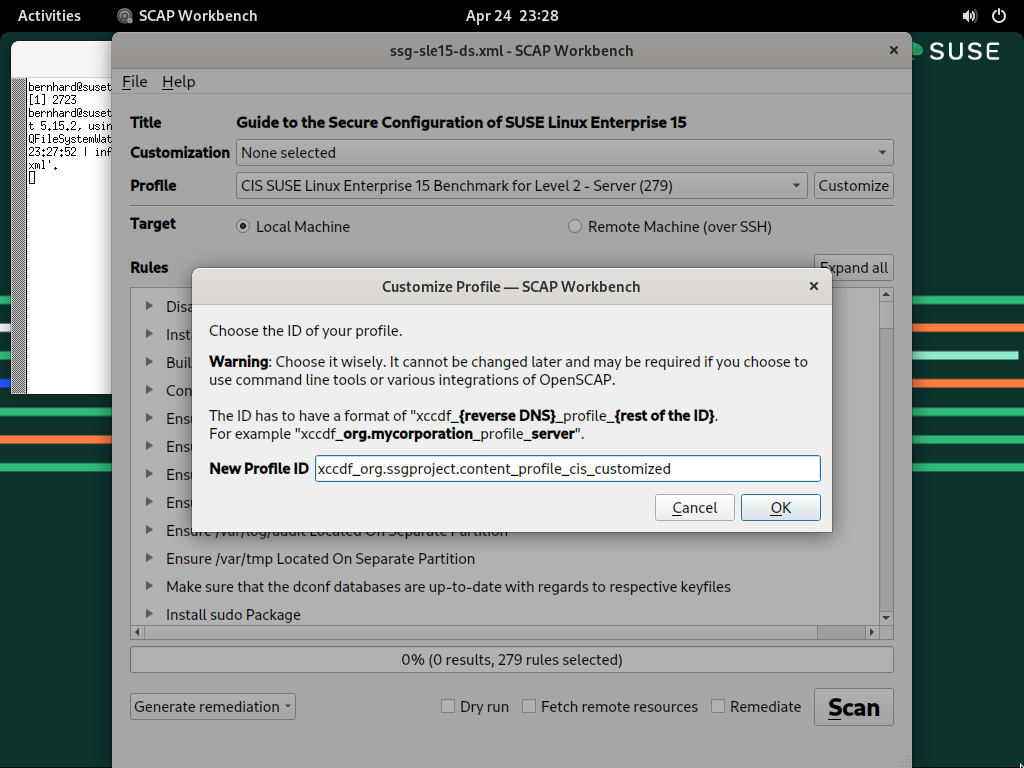 Activities SCAP Workbench Apr 24 23:28
ssg-sle15-ds.xml - SCAP Workbench
SUSE
File Help
bernhard@suset
[1] 2723
bernhard@suset
t 5.15.2, usin
QFileSystemWat
23:27:52 | inf
xml'.
Title Guide to the Secure Configuration of SUSE Linux Enterprise 15
Customization None selected
Profile CIS SUSE Linux Enterprise 15 Benchmark for Level 2 - Server (279) Customize
Target Local Machine Remote Machine (over SSH)
Rules Expand all
Disa
Inst
Buil
Con
Ensu
Ensu
Ensu
Ensu
Customize Profile — SCAP Workbench
Choose the ID of your profile.
Warning: Choose it wisely. It cannot be changed later and may be required if you choose to
use command line tools or various integrations of OpenSCAP.
The ID has to have a format of "xccdf_{reverse DNS}_profile_{rest of the ID}.
For example "xccdf_org.mycorporation_profile_server".
New Profile ID xccdf_org.ssgproject.content_profile_cis_customized
Cancel OK
Ensure /var/log/audit Located On Separate Partition
Ensure /var/tmp Located On Separate Partition
Make sure that the dconf databases are up-to-date with regards to respective keyfiles
Install sudo Package
0% (0 results, 279 rules selected)
Generate remediation Dry run Fetch remote resources Remediate Scan